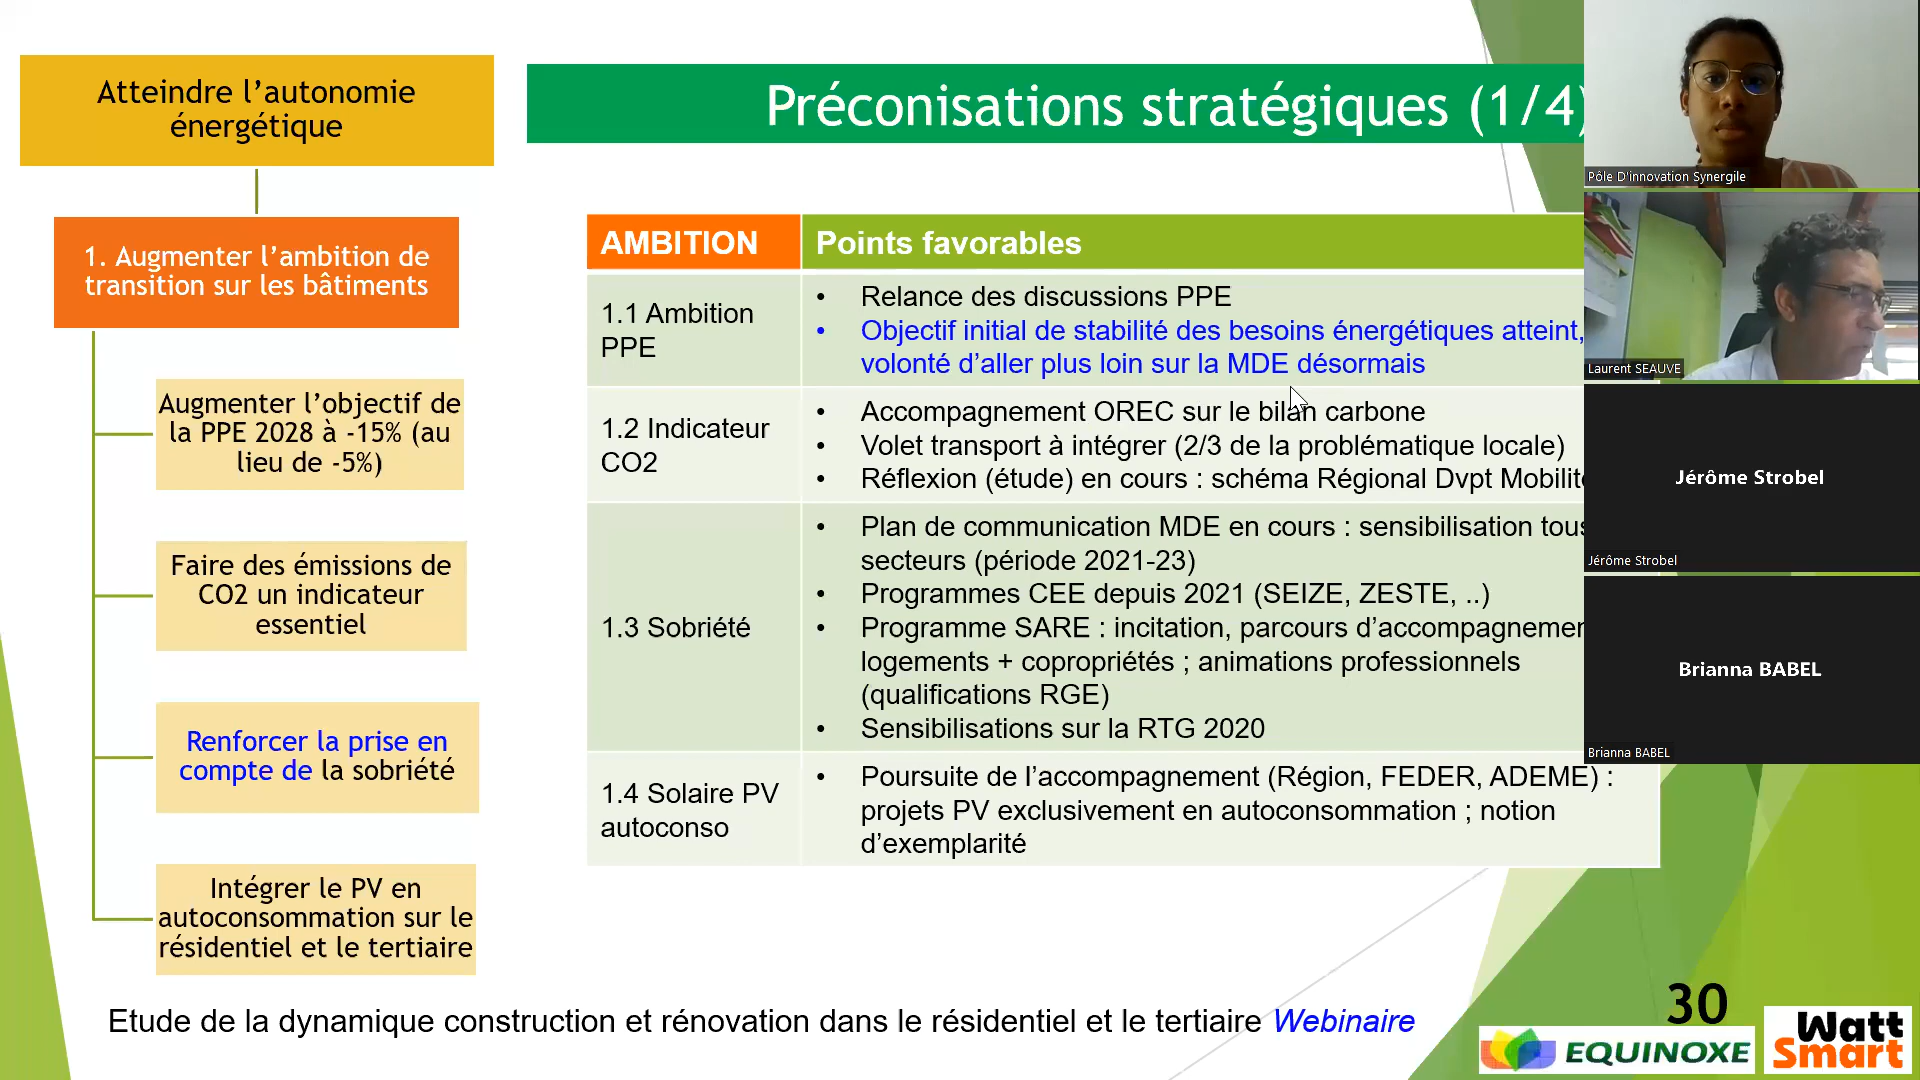 Atteindre l’autonomie
énergétique
1. Augmenter l’ambition de
transition sur les bâtiments
Augmenter l’objectif de
la PPE 2028 à -15% (au
lieu de -5%)
Faire des émissions de
CO2 un indicateur
essentiel
Renforcer la prise en
compte de la sobriété
Intégrer le PV en
autoconsommation sur le
résidentiel et le tertiaire
Préconisations stratégiques (1/4)
AMBITION
Points favorables
1.1 Ambition
PPE
• Relance des discussions PPE
• Objectif initial de stabilité des besoins énergétiques atteint,
volonté d’aller plus loin sur la MDE désormais
1.2 Indicateur
CO2
• Accompagnement OREC sur le bilan carbone
• Volet transport à intégrer (2/3 de la problématique locale)
• Réflexion (étude) en cours : schéma Régional Dvpt
1.3 Sobriété
• Plan de communication MDE en cours : sensibilisation
secteurs (période 2021-23)
• Programmes CEE depuis 2021 (SEIZE, ZESTE, ..)
• Programme SARE : incitation, parcours
logements + copropriétés ; animations professionnels
(qualifications RGE)
• Sensibilisations sur la RTG 2020
1.4 Solaire PV
autoconso
• Poursuite de l’accompagnement (Région, FEDER, ADEME) :
projets PV exclusivement en autoconsommation ; notion
d’exemplarité
Etude de la dynamique construction et rénovation dans le résidentiel et le tertiaire Webinaire
30
EQUINOXE
Watt
Smart
Pôle D'innovation Synergile
Laurent SEAUVE
Jérôme Strobel
Jérôme Strobel
Brianna BABEL
Brianna BABEL